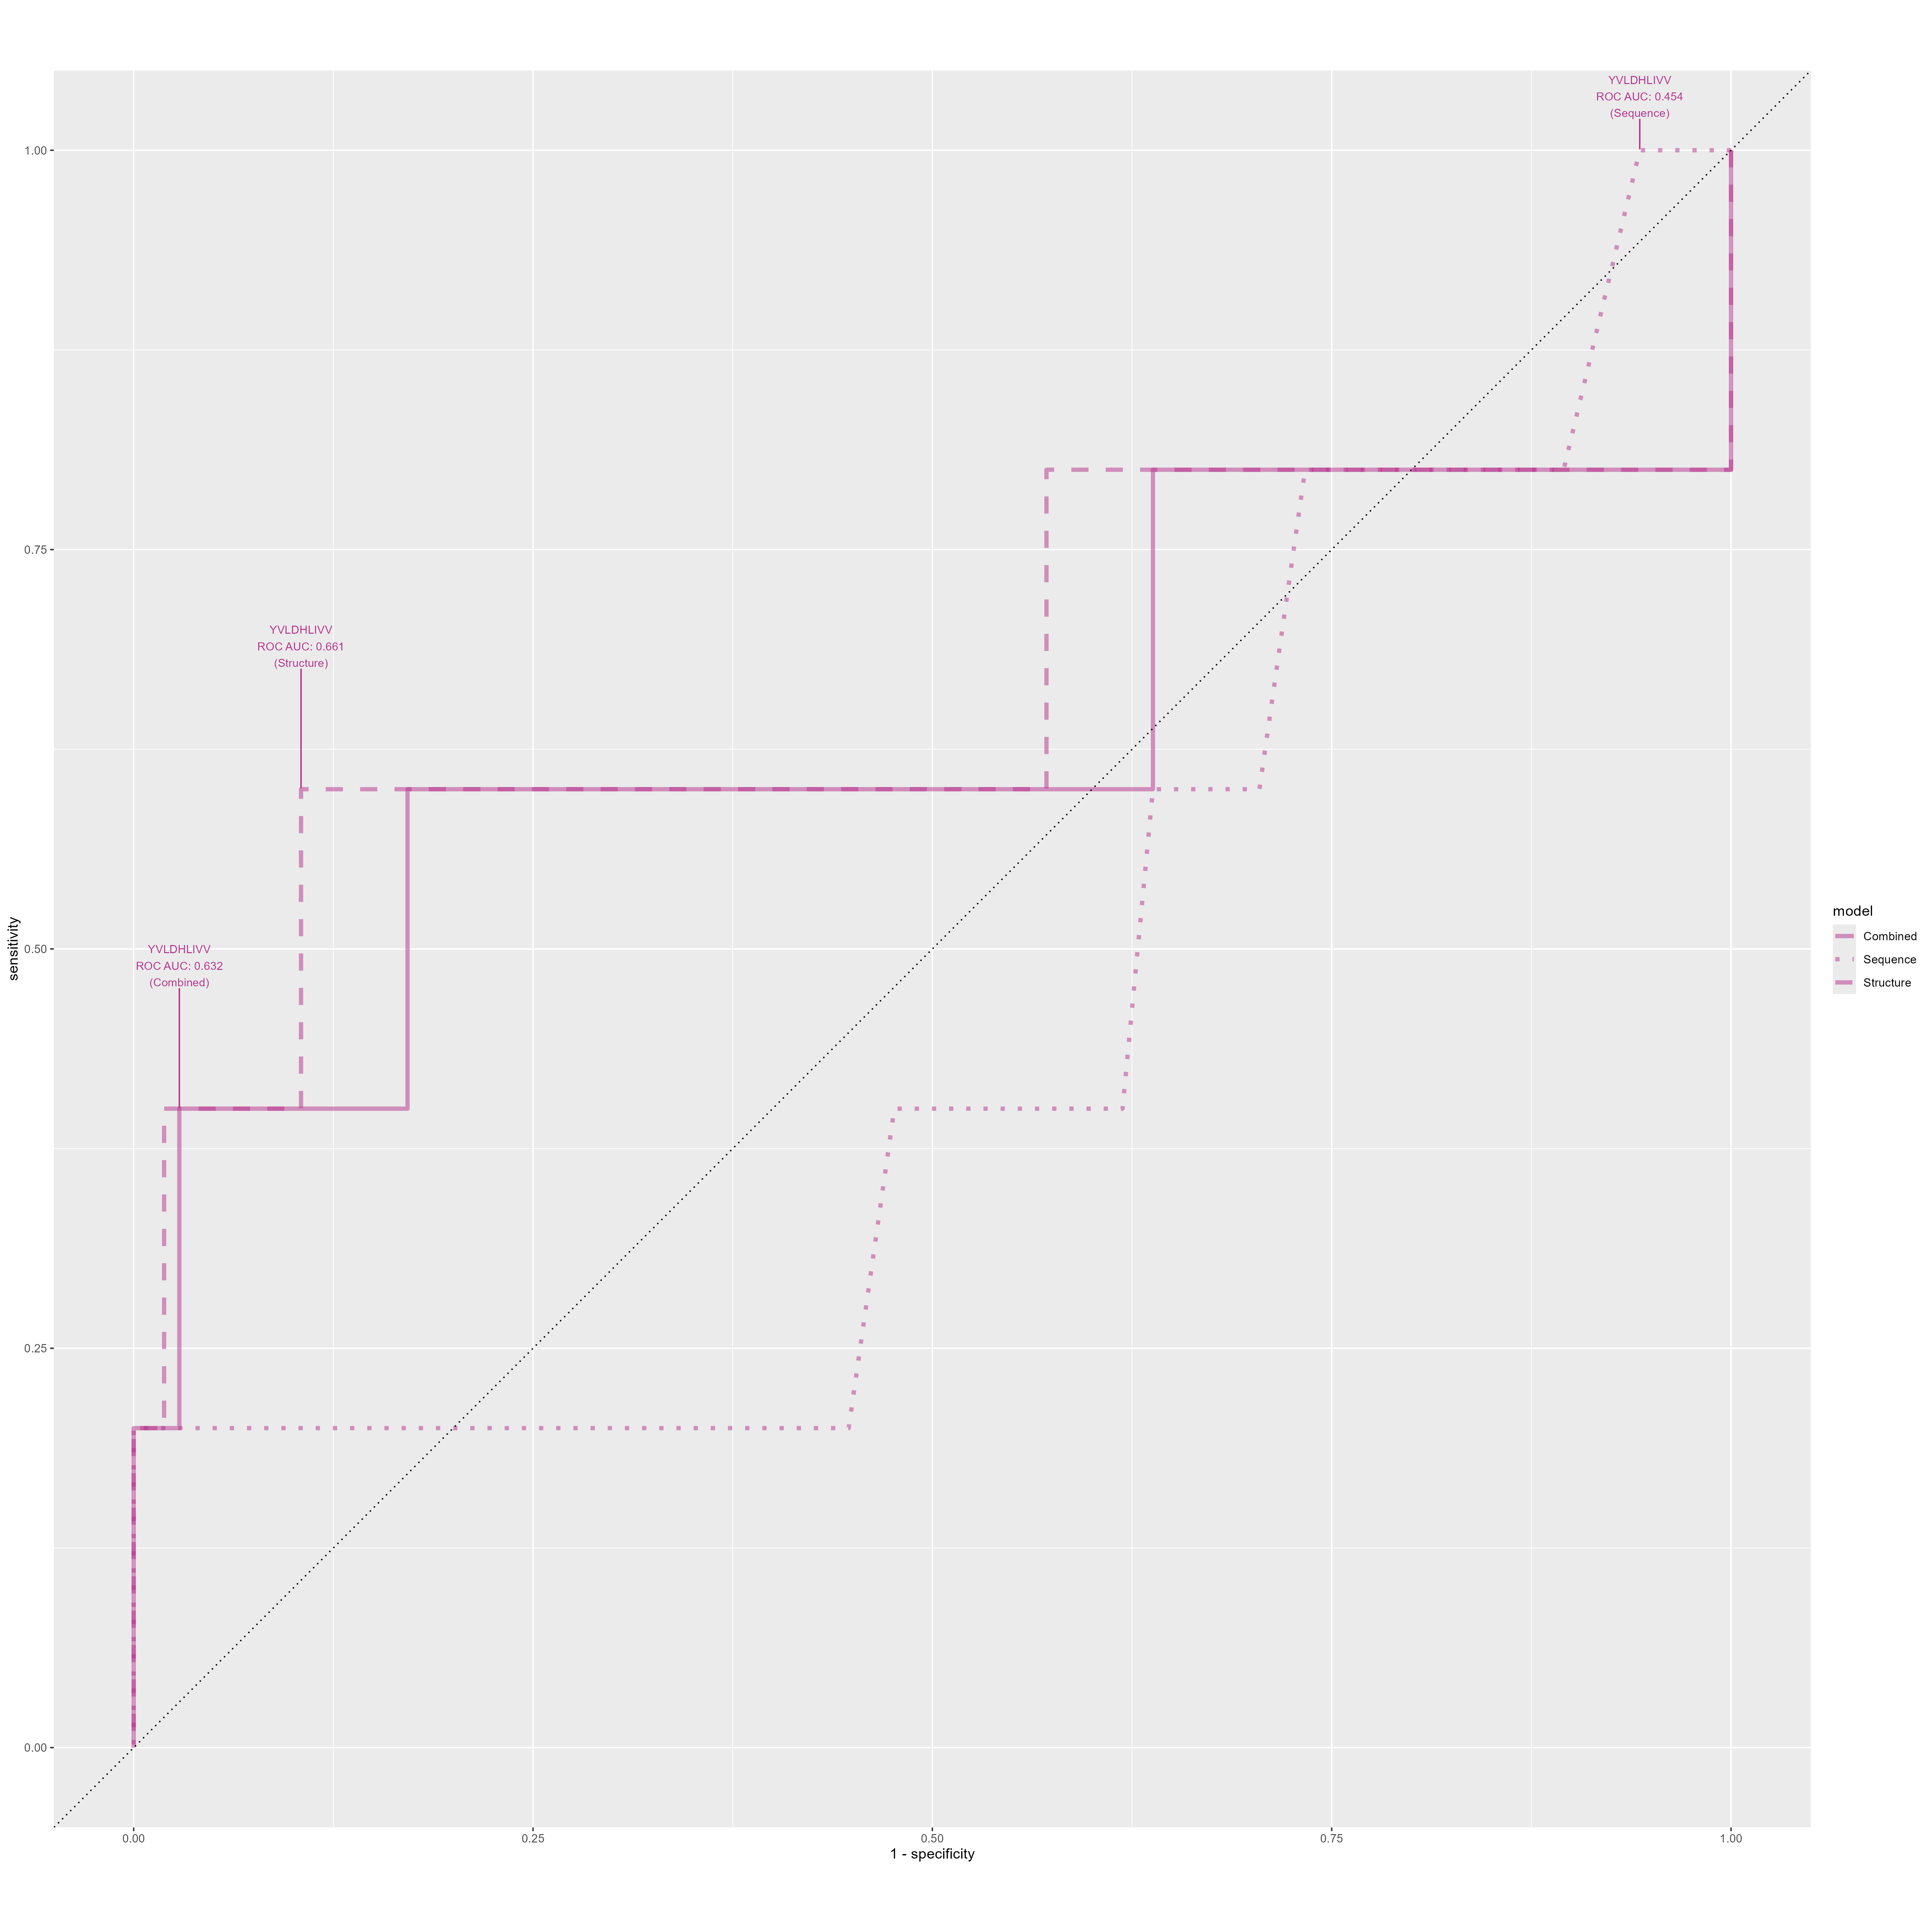 YVLDHLIVV
ROC AUC: 0.454
(Sequence)
1.00
0.75
YVLDHLIVV
ROC AUC: 0.661
(Structure)
sensitivity
0.50
YVLDHLIVV
ROC AUC: 0.632
(Combined)
0.25
0.00
0.00
0.25
0.50
0.75
1.00
1 - specificity
model
Combined
Sequence
Structure